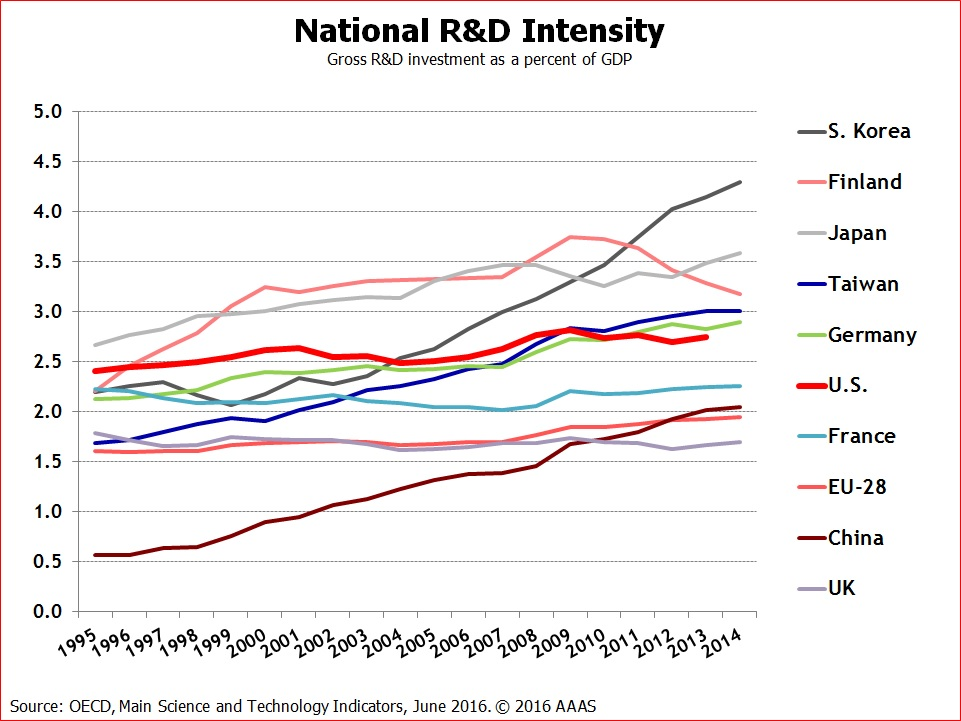 National R&D Intensity
Gross R&D investment as a percent of GDP
5.0
4.5
4.0
3.5
3.0
2.5
2.0
1.5
1.0
0.5
0.0
1995 1996 1997 1998 1999 2000 2001 2002 2003 2004 2005 2006 2007 2008 2009 2010 2011 2012 2013 2014
S. Korea
Finland
Japan
Taiwan
Germany
U.S.
France
EU-28
China
UK
Source: OECD, Main Science and Technology Indicators, June 2016. © 2016 AAAS